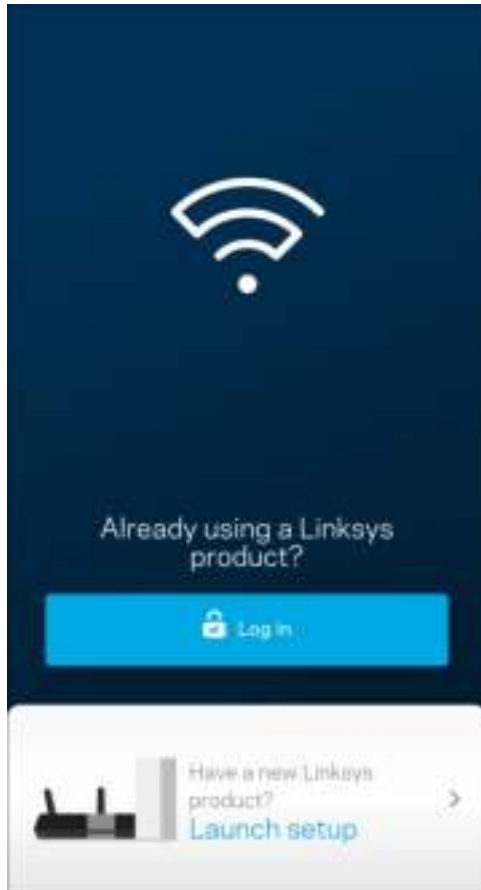 Already using a Linksys
product?
Log in
Have a new Linksys
product?
Launch setup